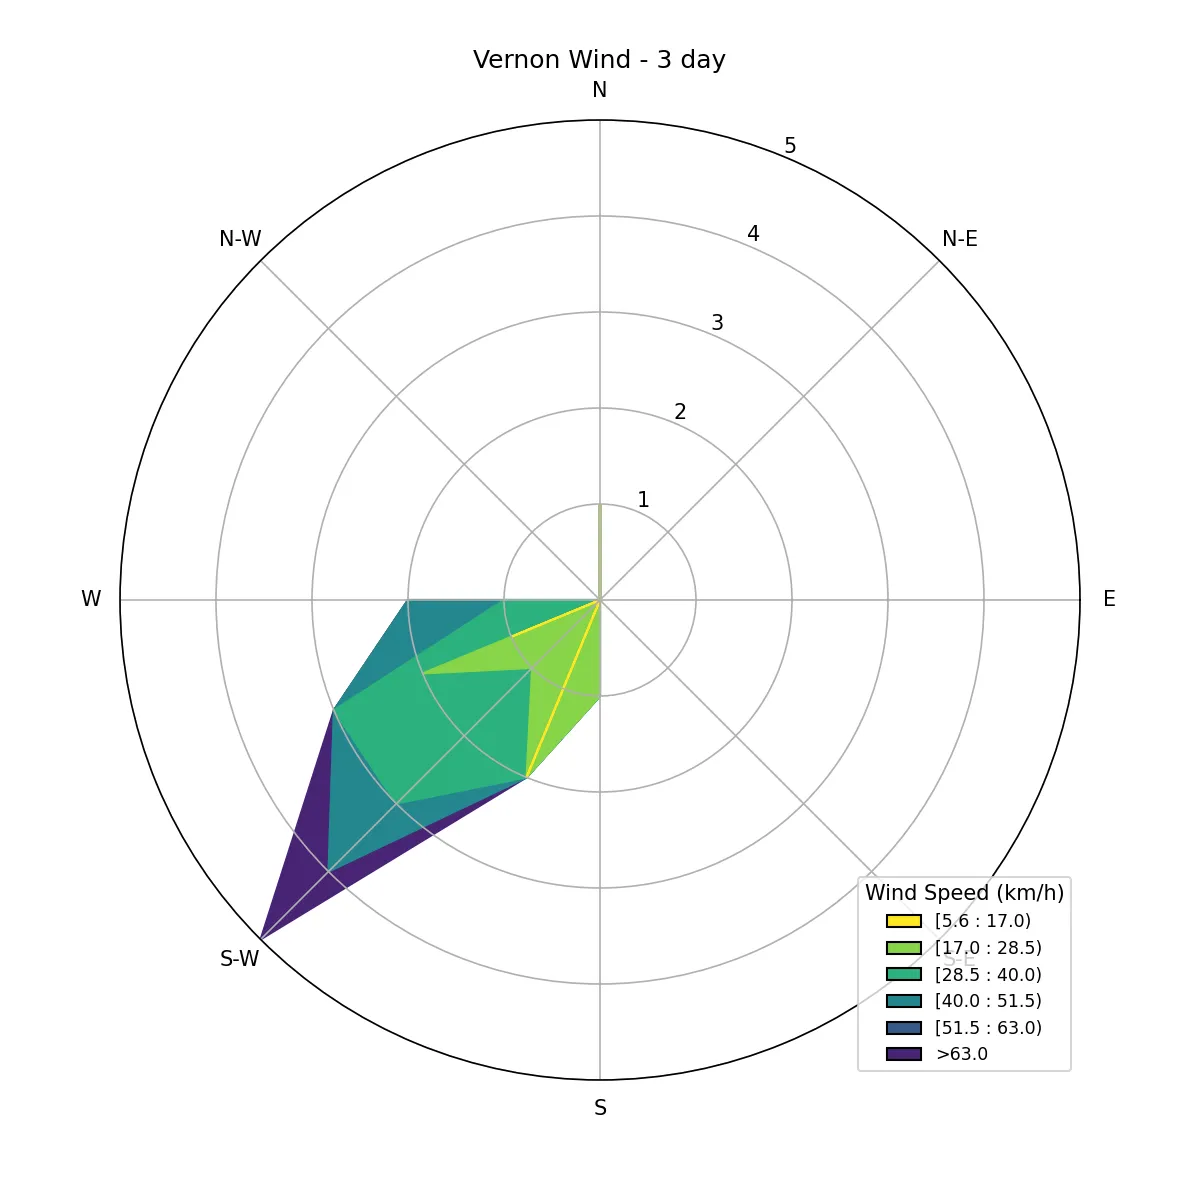 Vernon Wind - 3 day
N
5
N-W
4
N-E
3
2
1
W
E
Wind Speed (km/h)
[5.6 : 17.0)
[17.0 : 28.5)
S-W
S-E
[28.5 : 40.0)
[40.0 : 51.5)
[51.5 : 63.0)
>63.0
S